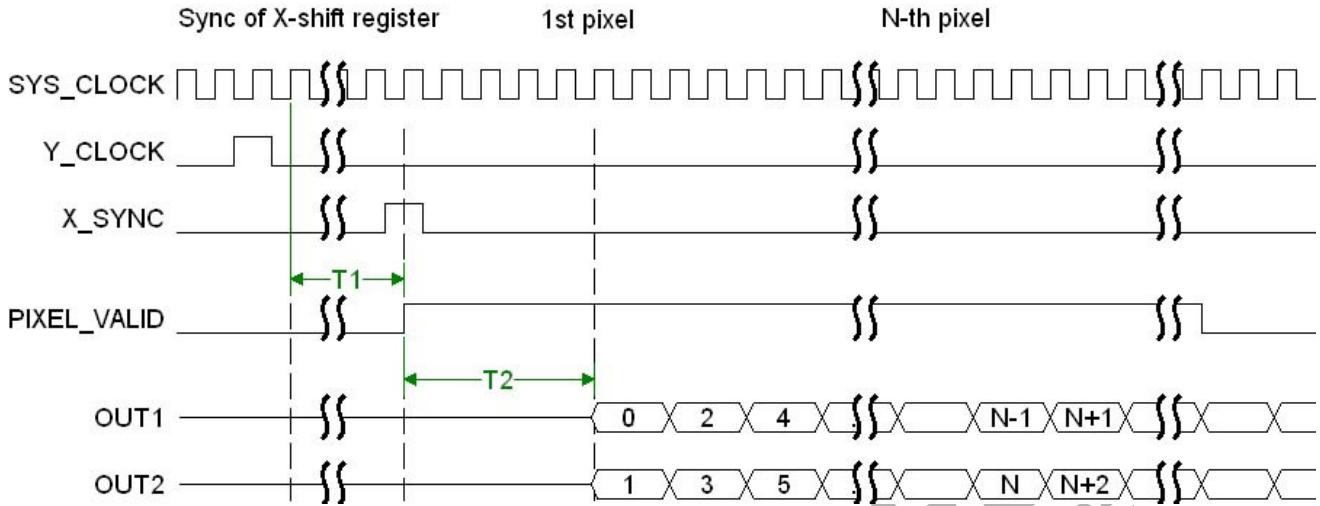 Sync of X-shift register 1st pixel N-th pixel
SYS_CLOCK
Y_CLOCK
X_SYNC
T1
PIXEL_VALID
T2
OUT1 0 2 4 N-1 N+1
OUT2 1 3 5 N N+2